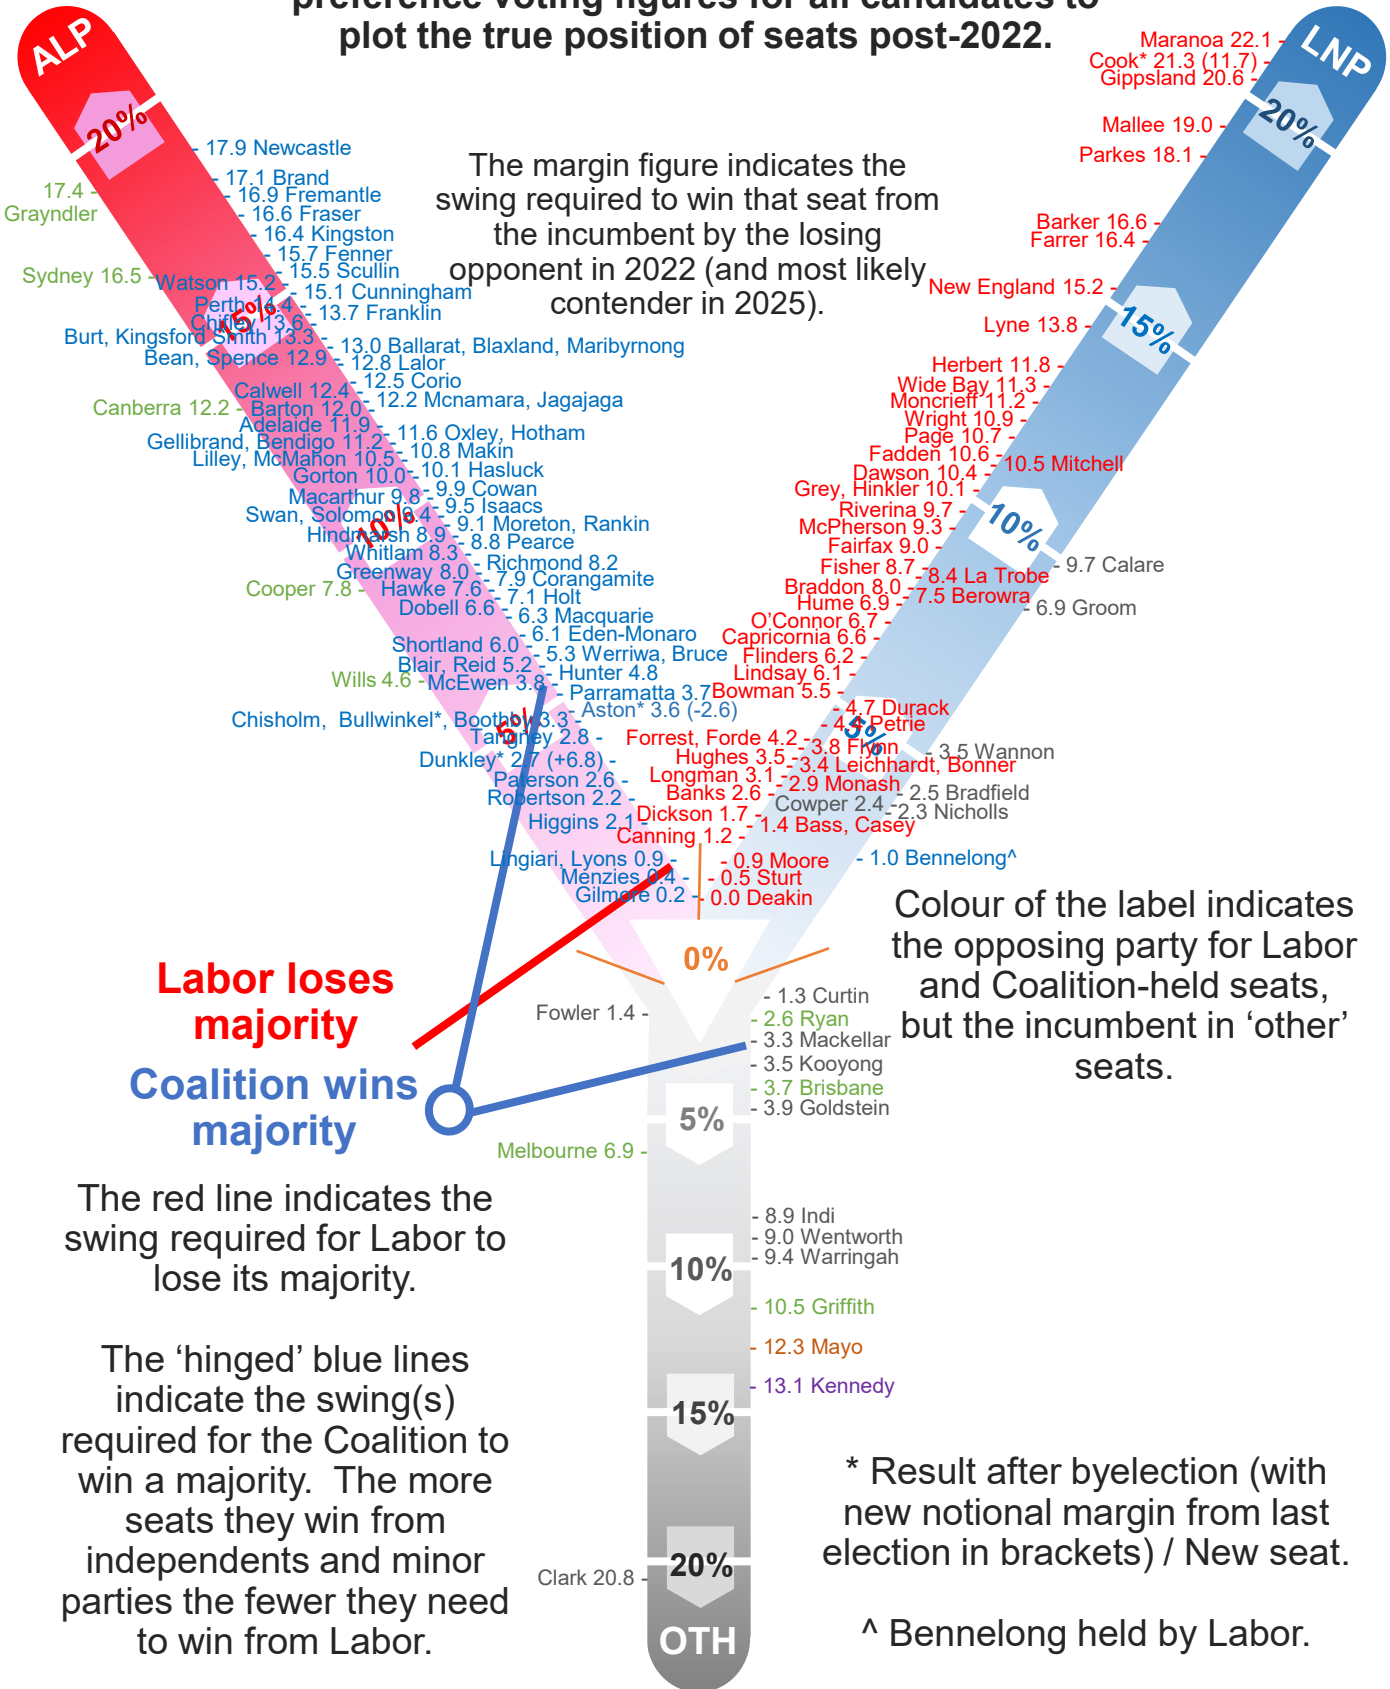 preference voting figures for all candidates to
plot the true position of seats post-2022.
ALP
LNP
20%
15%
10%
5%
20%
15%
10%
5%
0%
5%
10%
15%
20%
OTH
The margin figure indicates the
swing required to win that seat from
the incumbent by the losing
opponent in 2022 (and most likely
contender in 2025).
17.4 -
Grayndler
Sydney 16.5 -
Canberra 12.2 -
Cooper 7.8 -
Wills 4.6 -
- 17.9 Newcastle
- 17.1 Brand
- 16.9 Fremantle
- 16.6 Fraser
- 16.4 Kingston
- 15.7 Fenner
- 15.5 Scullin
Watson 15.2 -
- 15.1 Cunningham
Perth 14.4 -
- 13.7 Franklin
Chifley 13.6 -
Burt, Kingsford Smith 13.3 -
- 13.0 Ballarat, Blaxland, Maribyrnong
Bean, Spence 12.9 -
- 12.8 Lalor
- 12.5 Corio
Calwell 12.4 -
- 12.2 Mcnamara, Jagajaga
Barton 12.0 -
Adelaide 11.9 -
- 11.6 Oxley, Hotham
Gellibrand, Bendigo 11.2 -
- 10.8 Makin
Lilley, McMahon 10.5 -
- 10.1 Hasluck
Gorton 10.0 -
- 9.9 Cowan
Macarthur 9.8 -
- 9.5 Isaacs
Swan, Solomon 9.4 -
- 9.1 Moreton, Rankin
Hindmarsh 8.9 -
- 8.8 Pearce
Whitlam 8.3 -
- Richmond 8.2
Greenway 8.0 -
- 7.9 Corangamite
Hawke 7.6 -
- 7.1 Holt
Dobell 6.6 -
- 6.3 Macquarie
- 6.1 Eden-Monaro
Shortland 6.0 -
- 5.3 Werriwa, Bruce
Blair, Reid 5.2 -
- Hunter 4.8
McEwen 3.8 -
- Parramatta 3.7
- Aston* 3.6 (-2.6)
Chisholm, Bullwinkel*, Boothby 3.3 -
Tangney 2.8 -
Dunkley* 2.7 (+6.8) -
Paterson 2.6 -
Robertson 2.2 -
Higgins 2.1 -
Lingiari, Lyons 0.9 -
Menzies 0.4 -
Gilmore 0.2 -
Maranoa 22.1 -
Cook* 21.3 (11.7) -
Gippsland 20.6 -
Mallee 19.0 -
Parkes 18.1 -
Barker 16.6 -
Farrer 16.4 -
New England 15.2 -
Lyne 13.8 -
Herbert 11.8 -
Wide Bay 11.3 -
Moncrieff 11.2 -
Wright 10.9 -
Page 10.7 -
Fadden 10.6 -
- 10.5 Mitchell
Dawson 10.4 -
Grey, Hinkler 10.1 -
Riverina 9.7 -
McPherson 9.3 -
Fairfax 9.0 -
- 9.7 Calare
Fisher 8.7 -
- 8.4 La Trobe
Braddon 8.0 -
- 7.5 Berowra
Hume 6.9 -
- 6.9 Groom
O'Connor 6.7 -
Capricornia 6.6 -
Flinders 6.2 -
Lindsay 6.1 -
Bowman 5.5 -
- 4.7 Durack
Petrie
Forrest, Forde 4.2 -
- 3.8 Flynn
- 3.5 Wannon
Hughes 3.5 -
- 3.4 Leichhardt, Bonner
Longman 3.1 -
- 2.9 Monash
Banks 2.6 -
- 2.5 Bradfield
Cowper 2.4 -
- 2.3 Nicholls
Dickson 1.7 -
- 1.4 Bass, Casey
Canning 1.2 -
- 0.9 Moore
- 1.0 Bennelong^
- 0.5 Sturt
- 0.0 Deakin
Colour of the label indicates
the opposing party for Labor
and Coalition-held seats,
but the incumbent in ‘other’
seats.
Labor loses
majority
Coalition wins
majority
Fowler 1.4 -
- 1.3 Curtin
- 2.6 Ryan
- 3.3 Mackellar
- 3.5 Kooyong
- 3.7 Brisbane
- 3.9 Goldstein
Melbourne 6.9 -
- 8.9 Indi
- 9.0 Wentworth
- 9.4 Warringah
- 10.5 Griffith
- 12.3 Mayo
- 13.1 Kennedy
Clark 20.8 -
The red line indicates the
swing required for Labor to
lose its majority.
The ‘hinged’ blue lines
indicate the swing(s)
required for the Coalition to
win a majority. The more
seats they win from
independents and minor
parties the fewer they need
to win from Labor.
* Result after byelection (with
new notional margin from last
election in brackets) / New seat.
^ Bennelong held by Labor.